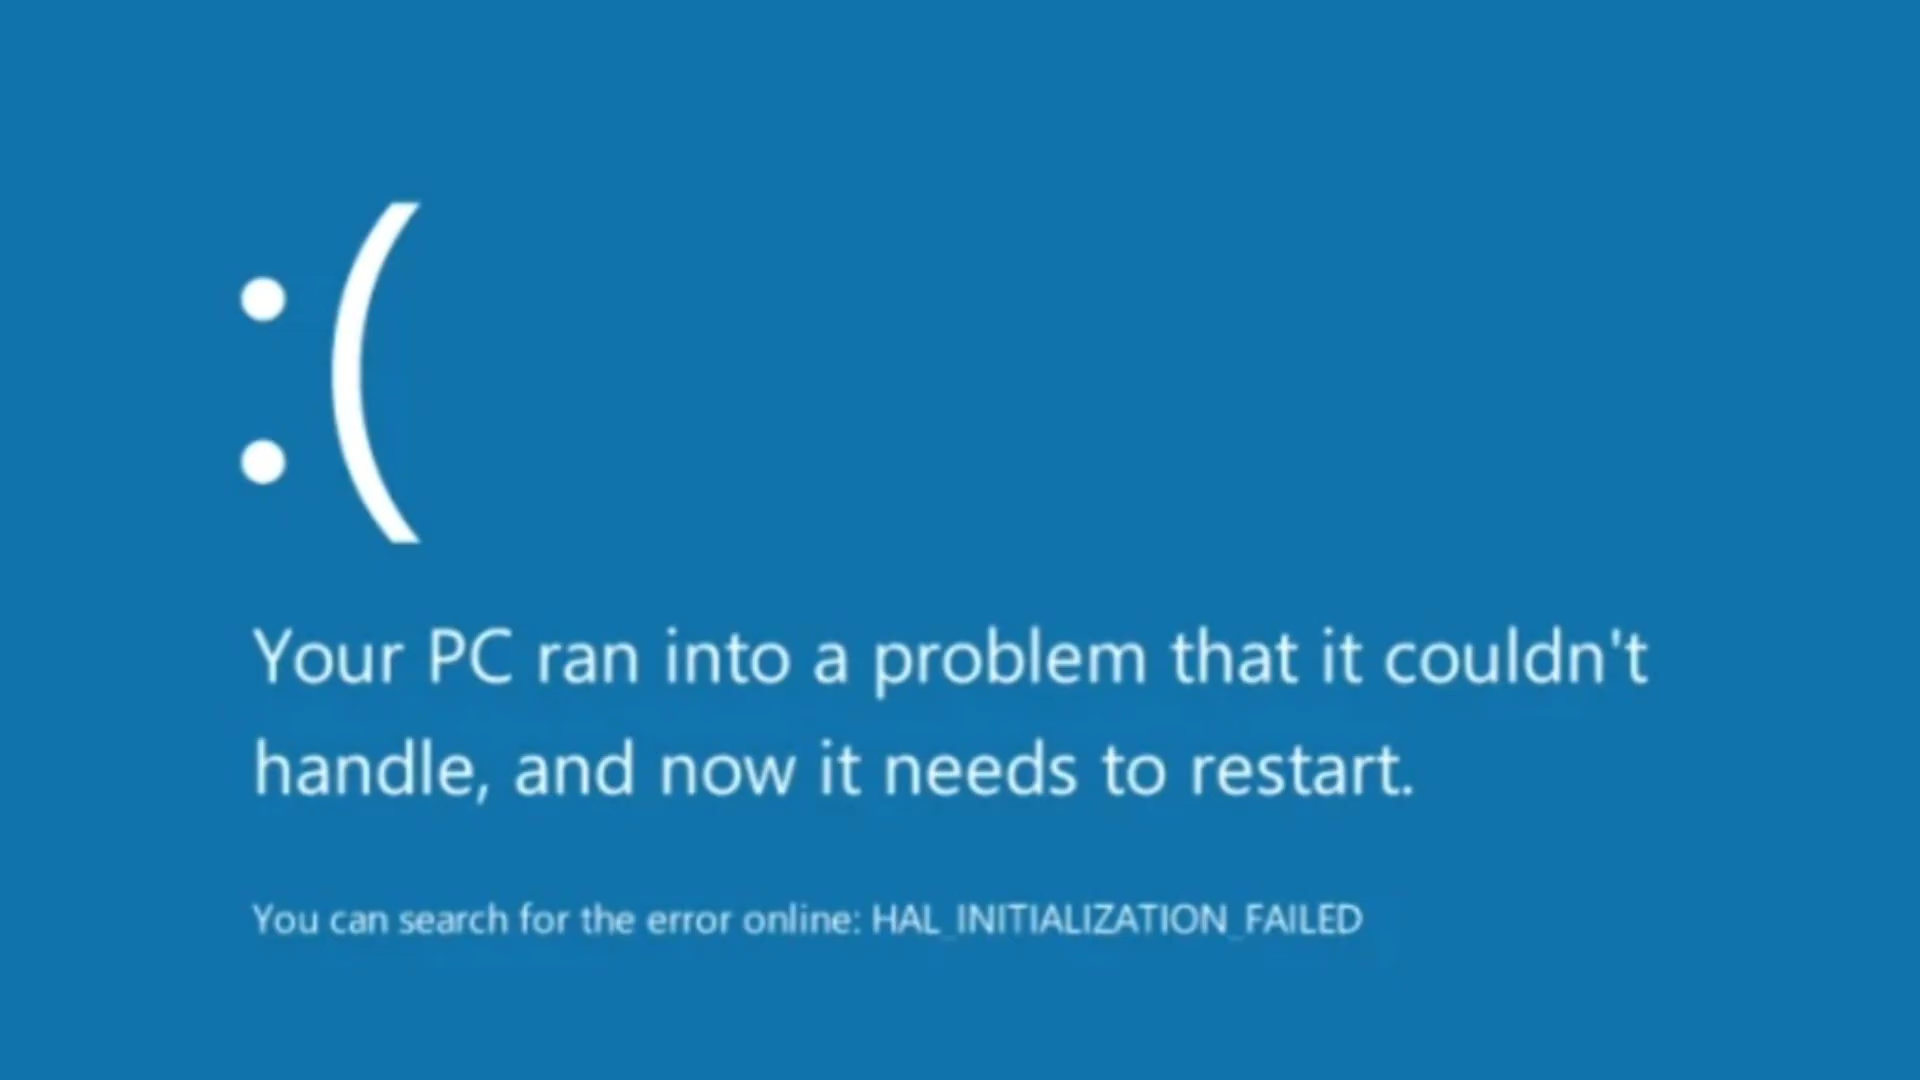 :(
Your PC ran into a problem that it couldn't
handle, and now it needs to restart.
You can search for the error online: HAL_INITIALIZATION_FAILED